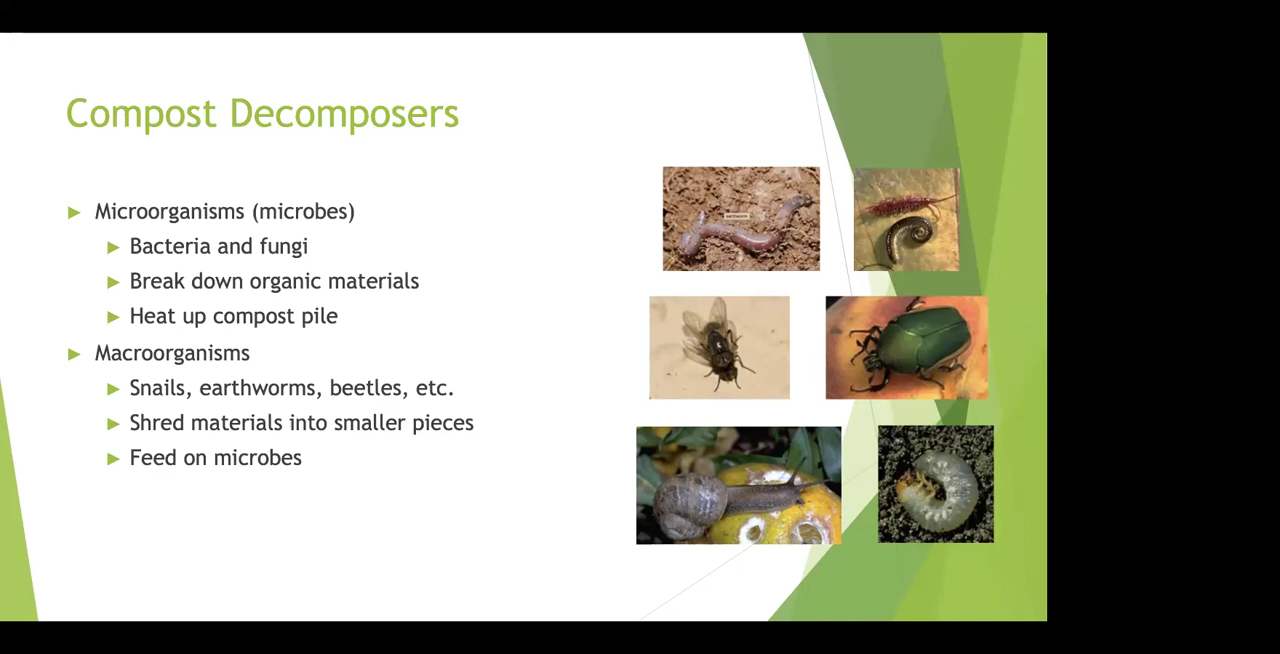 Compost Decomposers
Microorganisms (microbes)
Bacteria and fungi
Break down organic materials
Heat up compost pile
Macroorganisms
Snails, earthworms, beetles, etc.
Shred materials into smaller pieces
Feed on microbes